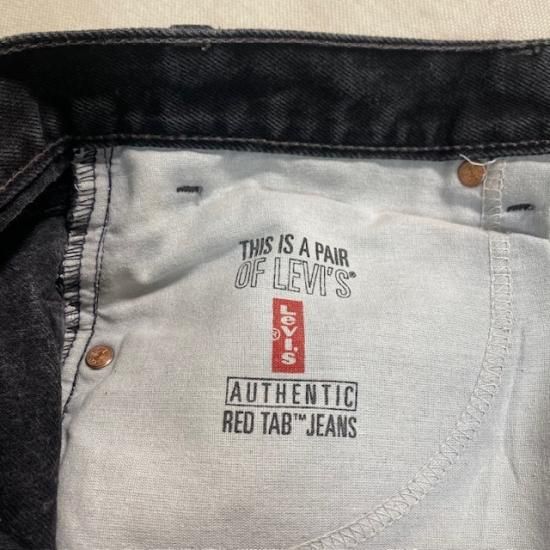 THIS IS A PAIR
OF LEVI'S®
Levi's
®
AUTHENTIC
RED TAB™ JEANS